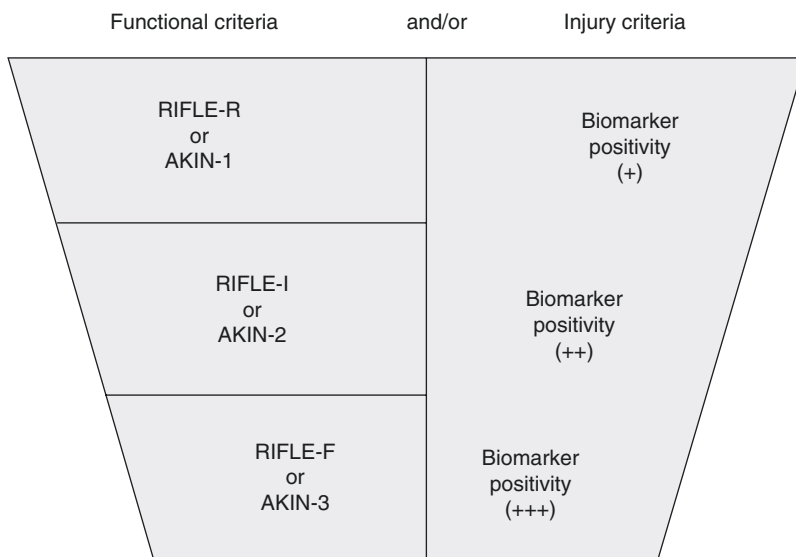 Functional criteria and/or Injury criteria
RIFLE-R
or
AKIN-1
Biomarker
positivity
(+)
RIFLE-I
or
AKIN-2
Biomarker
positivity
(++)
RIFLE-F
or
AKIN-3
Biomarker
positivity
(+++)